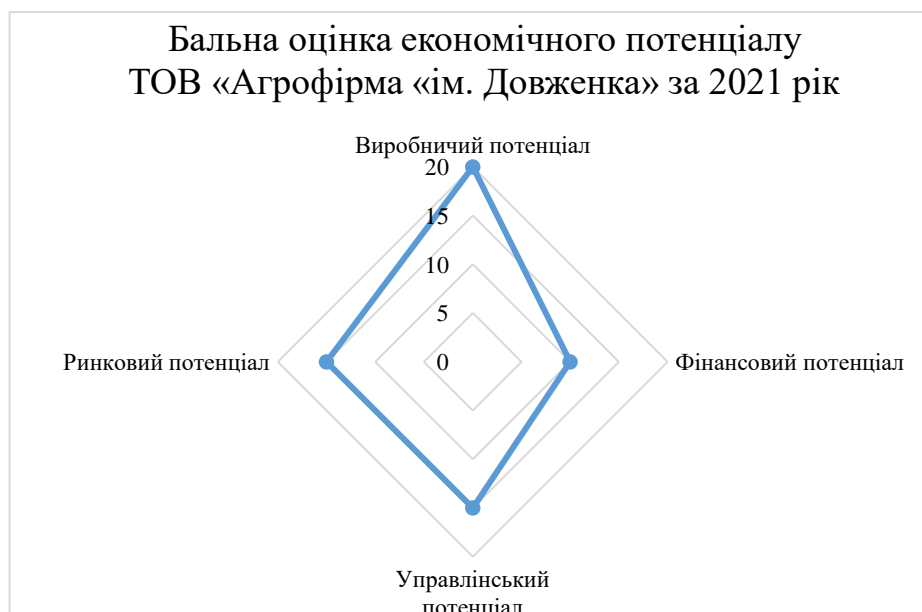 Бальна оцінка економічного потенціалу
ТОВ «Агрофірма «ім. Довженка» за 2021 рік
Виробничий потенціал
20
15
10
5
0
Ринковий потенціал
Фінансовий потенціал
Управлінський
потенціал